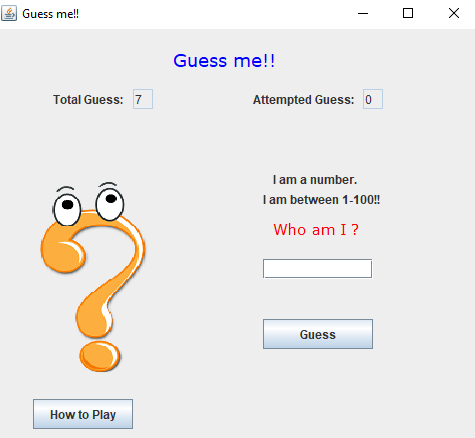 Guess me!!
Guess me!!
Total Guess: 7 Attempted Guess: 0
I am a number.
I am between 1-100!!
Who am I ?
Guess
How to Play